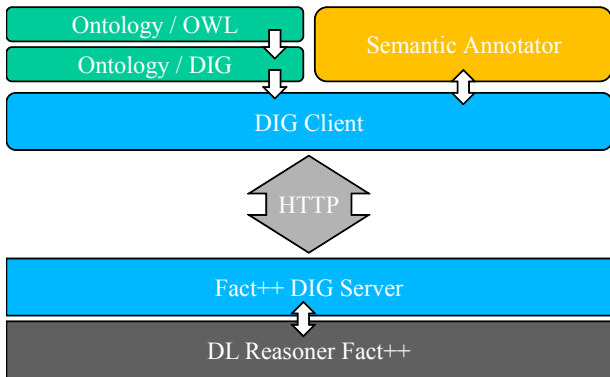 Ontology / OWL
Semantic Annotator
Ontology / DIG
DIG Client
HTTP
Fact++ DIG Server
DL Reasoner Fact++